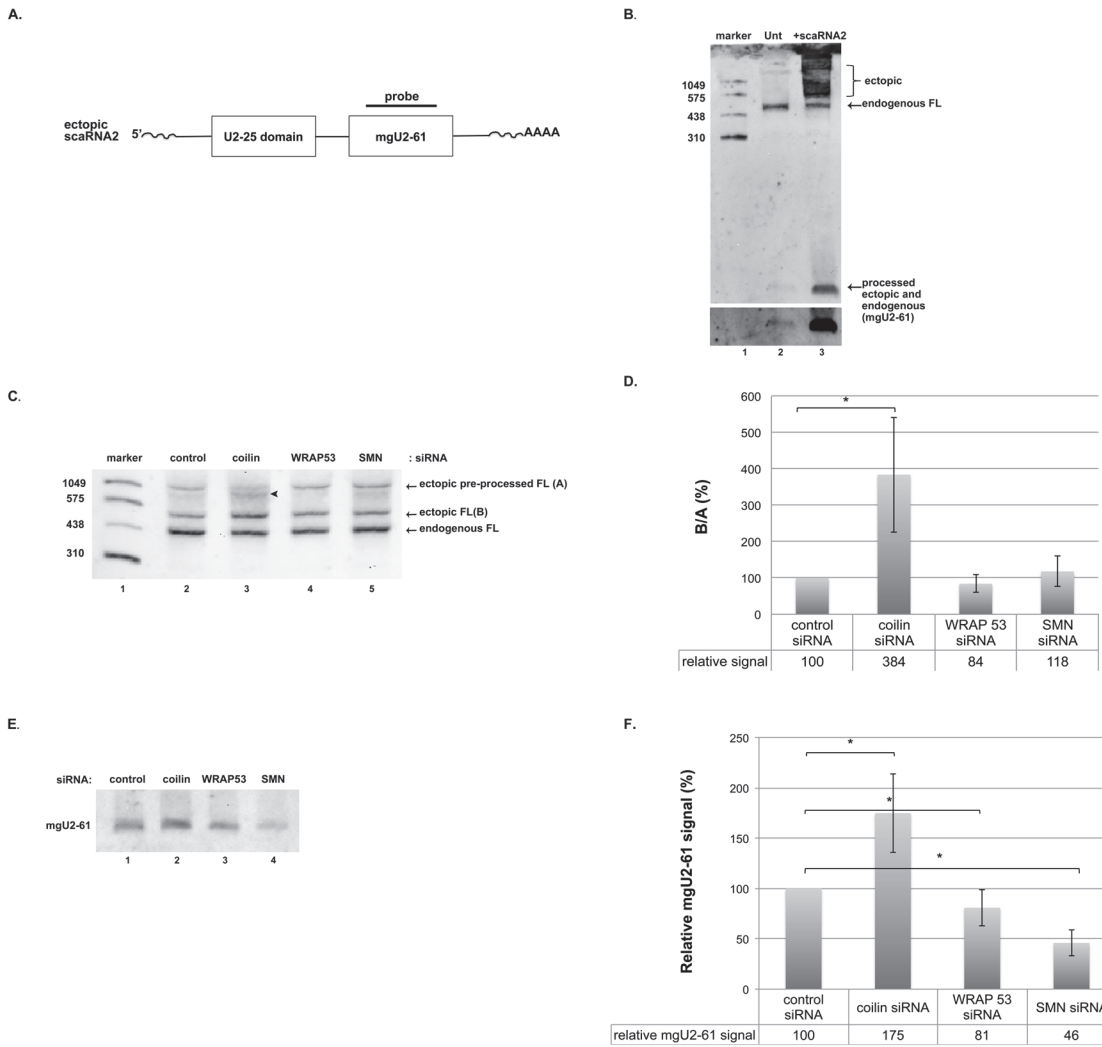 A.
probe
ectopic
scaRNA2
5'
U2-25 domain
mgU2-61
AAAA
B.
marker Unt +scaRNA2
1049
575
438
310
ectopic
endogenous FL
processed
ectopic and
endogenous
(mgU2-61)
1 2 3
C.
marker control coilin WRAP53 SMN : siRNA
1049
575
438
310
ectopic pre-processed FL (A)
ectopic FL(B)
endogenous FL
1 2 3 4 5
D.
B/A (%)
600
500
400
300
200
100
0
*
control
siRNA
coilin
siRNA
WRAP 53
siRNA
SMN
siRNA
relative signal 100 384 84 118
E.
siRNA: control coilin WRAP53 SMN
mgU2-61
1 2 3 4
F.
Relative mgU2-61 signal (%)
250
200
150
100
50
0
*
*
*
control
siRNA
coilin siRNA
WRAP 53
siRNA
SMN siRNA
relative mgU2-61 signal 100 175 81 46